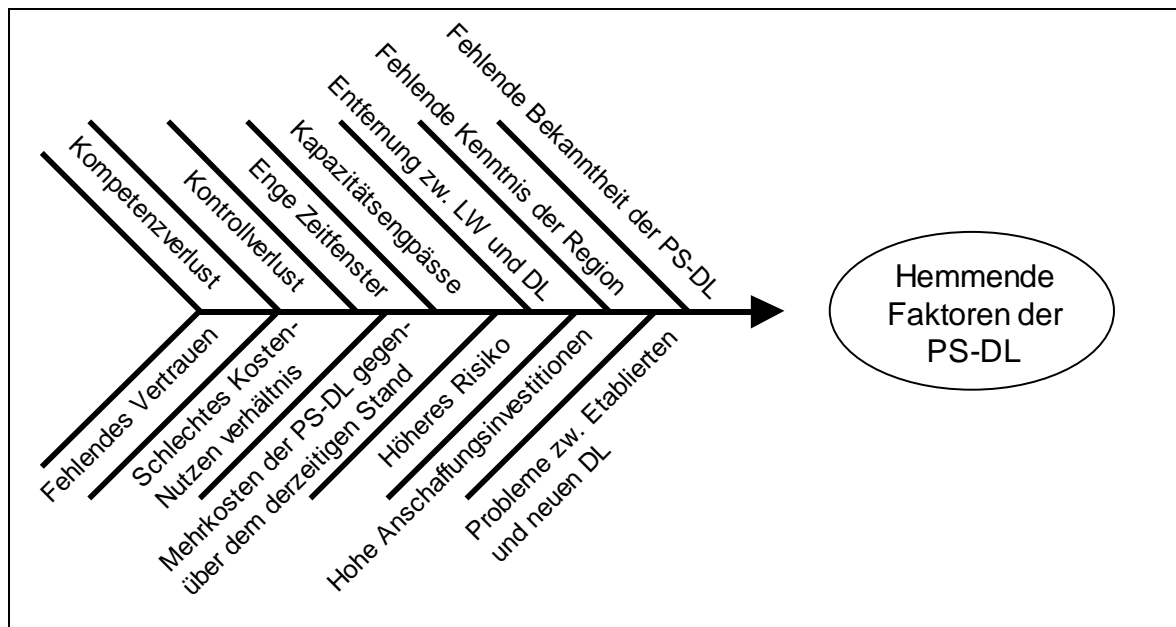 Kompetenzverlust
Kontrollverlust
Enge Zeitfenster
Kapazitätsengpässe
Entfernung zw. LW und DL
Fehlende Kenntnis der Region
Fehlende Bekanntheit der PS-DL
Fehlendes Vertrauen
Schlechtes Kosten-
Nutzen verhältnis
Mehrkosten der PS-DL gegen-
über dem derzeitigen Stand
Höheres Risiko
Hohe Anschaffungsinvestitionen
Probleme zw. Etablierten
und neuen DL
Hemmende
Faktoren der
PS-DL